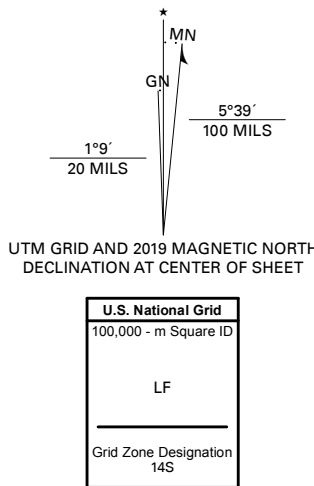 ★
MN
GN
5°39´
100 MILS
1°9´
20 MILS
UTM GRID AND 2019 MAGNETIC NORTH
DECLINATION AT CENTER OF SHEET
U.S. National Grid
100,000 - m Square ID
LF
Grid Zone Designation
14S